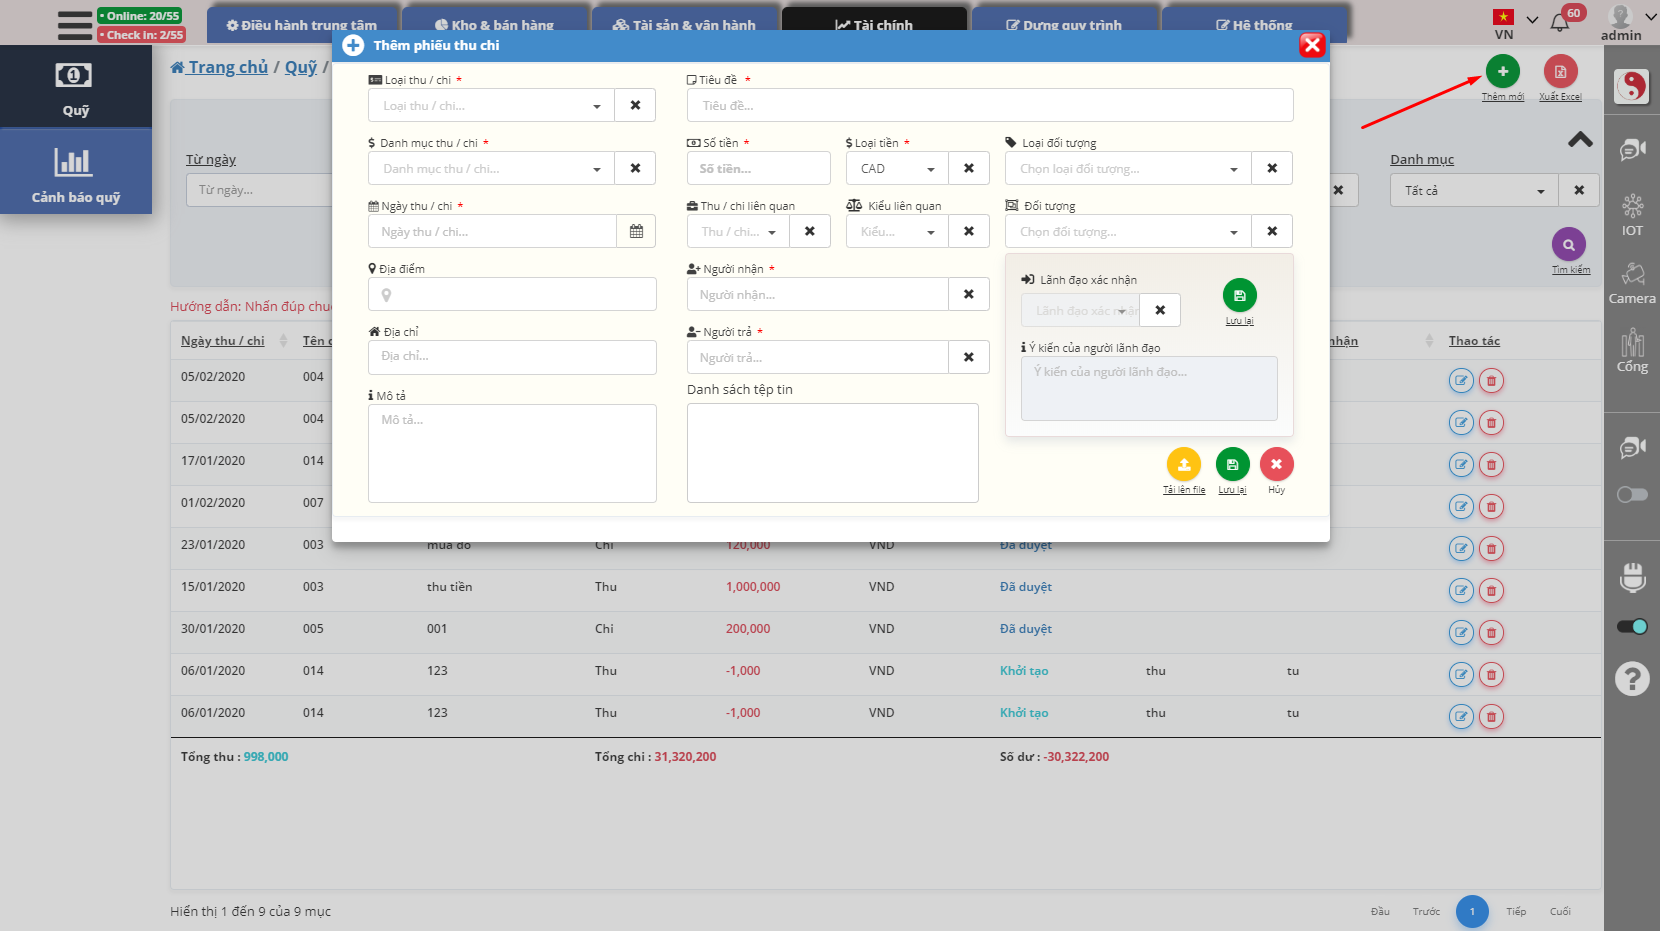 Online: 20/55
Check in: 2/55
Điều hành trung tâm
Kho & bán hàng
Tài sản & vận hành
Tài chính
Dựng quy trình
Hệ thống
VN
60
admin
Quỹ
Cảnh báo quỹ
Trang chủ / Quỹ /
Thêm mới
Xuất Excel
Từ ngày
Từ ngày...
Danh mục
Tất cả
Tìm kiếm
Thêm phiếu thu chi
Loại thu / chi *
Tiêu đề *
Loại thu / chi...
Tiêu đề...
Danh mục thu / chi *
Số tiền *
Loại tiền *
Loại đối tượng
Danh mục thu / chi...
Số tiền...
CAD
Chọn loại đối tượng...
Ngày thu / chi *
Thu / chi liên quan
Kiểu liên quan
Đối tượng
Ngày thu / chi...
Thu / chi...
Kiểu...
Chọn đối tượng...
Địa điểm
Người nhận *
Người nhận...
Lãnh đạo xác nhận
Lãnh đạo xác nhận
Lưu lại
Địa chỉ
Người trả *
Địa chỉ...
Người trả...
Ý kiến của người lãnh đạo
Ý kiến của người lãnh đạo...
Mô tả
Danh sách tệp tin
Mô tả...
Tải lên file
Lưu lại
Hủy
IOT
Camera
Cổng
Hướng dẫn: Nhấn đúp
Ngày thu / chi
Tên
nhận
Thao tác
05/02/2020 004
05/02/2020 004
17/01/2020 014
01/02/2020 007
23/01/2020 003 mua đồ Chi 120,000 VND Đã duyệt
15/01/2020 003 thu tiền Thu 1,000,000 VND Đã duyệt
30/01/2020 005 001 Chi 200,000 VND Đã duyệt
06/01/2020 014 123 Thu -1,000 VND Khởi tạo thu tu
06/01/2020 014 123 Thu -1,000 VND Khởi tạo thu tu
Tổng thu : 998,000
Tổng chi : 31,320,200
Số dư : -30,322,200
Hiển thị 1 đến 9 của 9 mục
Đầu Trước 1 Tiếp Cuối